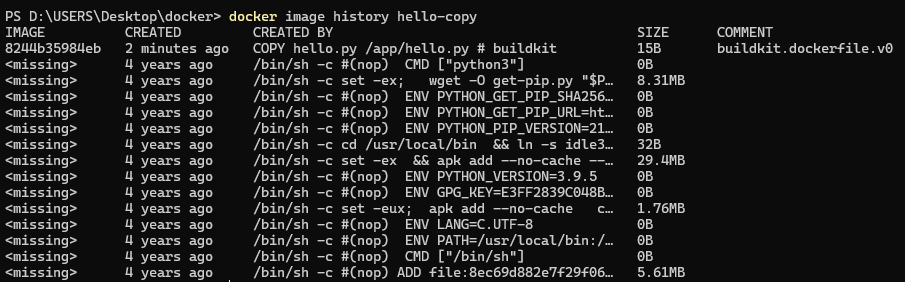 PS D:\USERS\Desktop\docker> docker image history hello-copy
IMAGE CREATED CREATED BY SIZE COMMENT
8244b35984eb 2 minutes ago COPY hello.py /app/hello.py # buildkit 15B buildkit.dockerfile.v0
<missing> 4 years ago /bin/sh -c #(nop) CMD ["python3"] 0B
<missing> 4 years ago /bin/sh -c set -ex; wget -O get-pip.py "$P… 8.31MB
<missing> 4 years ago /bin/sh -c #(nop) ENV PYTHON_GET_PIP_SHA256… 0B
<missing> 4 years ago /bin/sh -c #(nop) ENV PYTHON_GET_PIP_URL=ht… 0B
<missing> 4 years ago /bin/sh -c #(nop) ENV PYTHON_PIP_VERSION=21… 0B
<missing> 4 years ago /bin/sh -c cd /usr/local/bin && ln -s idle3… 32B
<missing> 4 years ago /bin/sh -c set -ex && apk add --no-cache --… 29.4MB
<missing> 4 years ago /bin/sh -c #(nop) ENV PYTHON_VERSION=3.9.5 0B
<missing> 4 years ago /bin/sh -c #(nop) ENV GPG_KEY=E3FF2839C048B… 0B
<missing> 4 years ago /bin/sh -c set -eux; apk add --no-cache c… 1.76MB
<missing> 4 years ago /bin/sh -c #(nop) ENV LANG=C.UTF-8 0B
<missing> 4 years ago /bin/sh -c #(nop) ENV PATH=/usr/local/bin:/… 0B
<missing> 4 years ago /bin/sh -c #(nop) CMD ["/bin/sh"] 0B
<missing> 4 years ago /bin/sh -c #(nop) ADD file:8ec69d882e7f29f06… 5.61MB